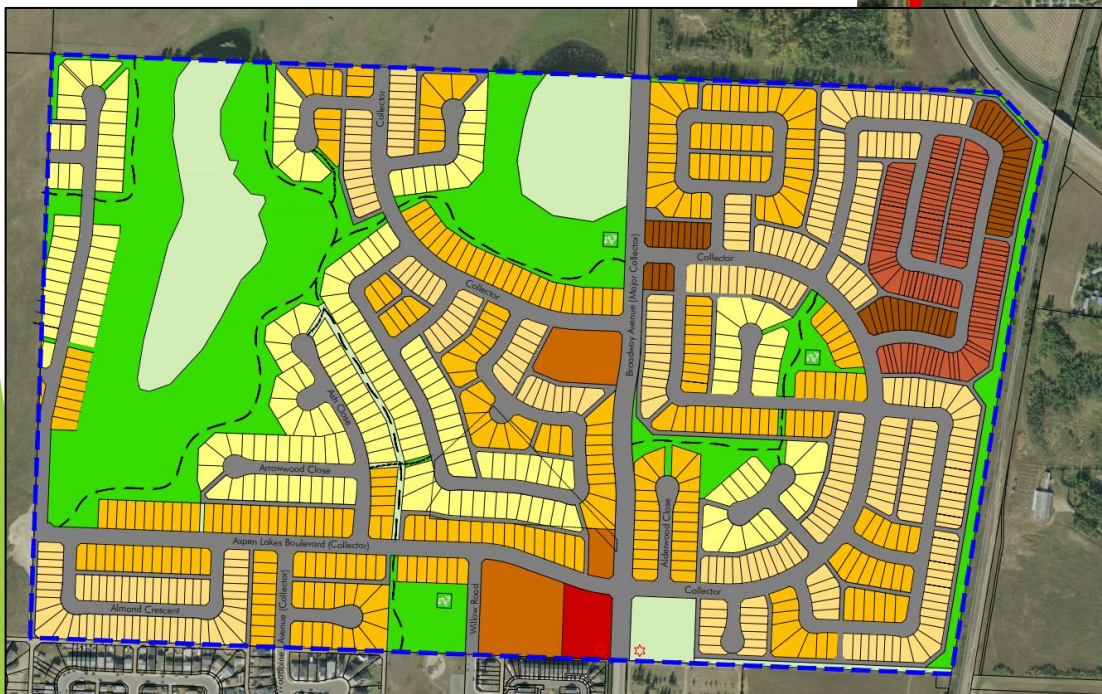 Collector
Collector
Broadway Avenue (Major Collector)
Collector
Ash Close
Arrowwood Close
Aspen Lakes Boulevard (Collector)
Alderwood Close
Collector
Willow Road
Almond Crescent
Avenue (Collector)